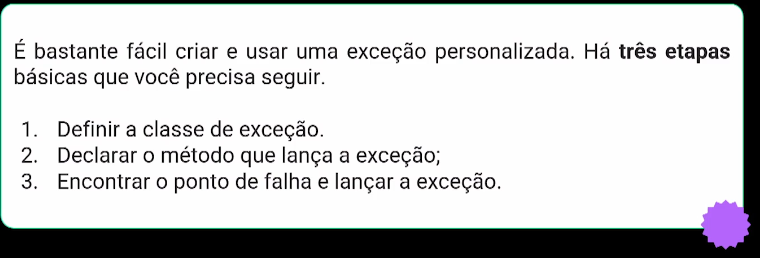 É bastante fácil criar e usar uma exceção personalizada. Há três etapas
básicas que você precisa seguir.
1. Definir a classe de exceção.
2. Declarar o método que lança a exceção;
3. Encontrar o ponto de falha e lançar a exceção.